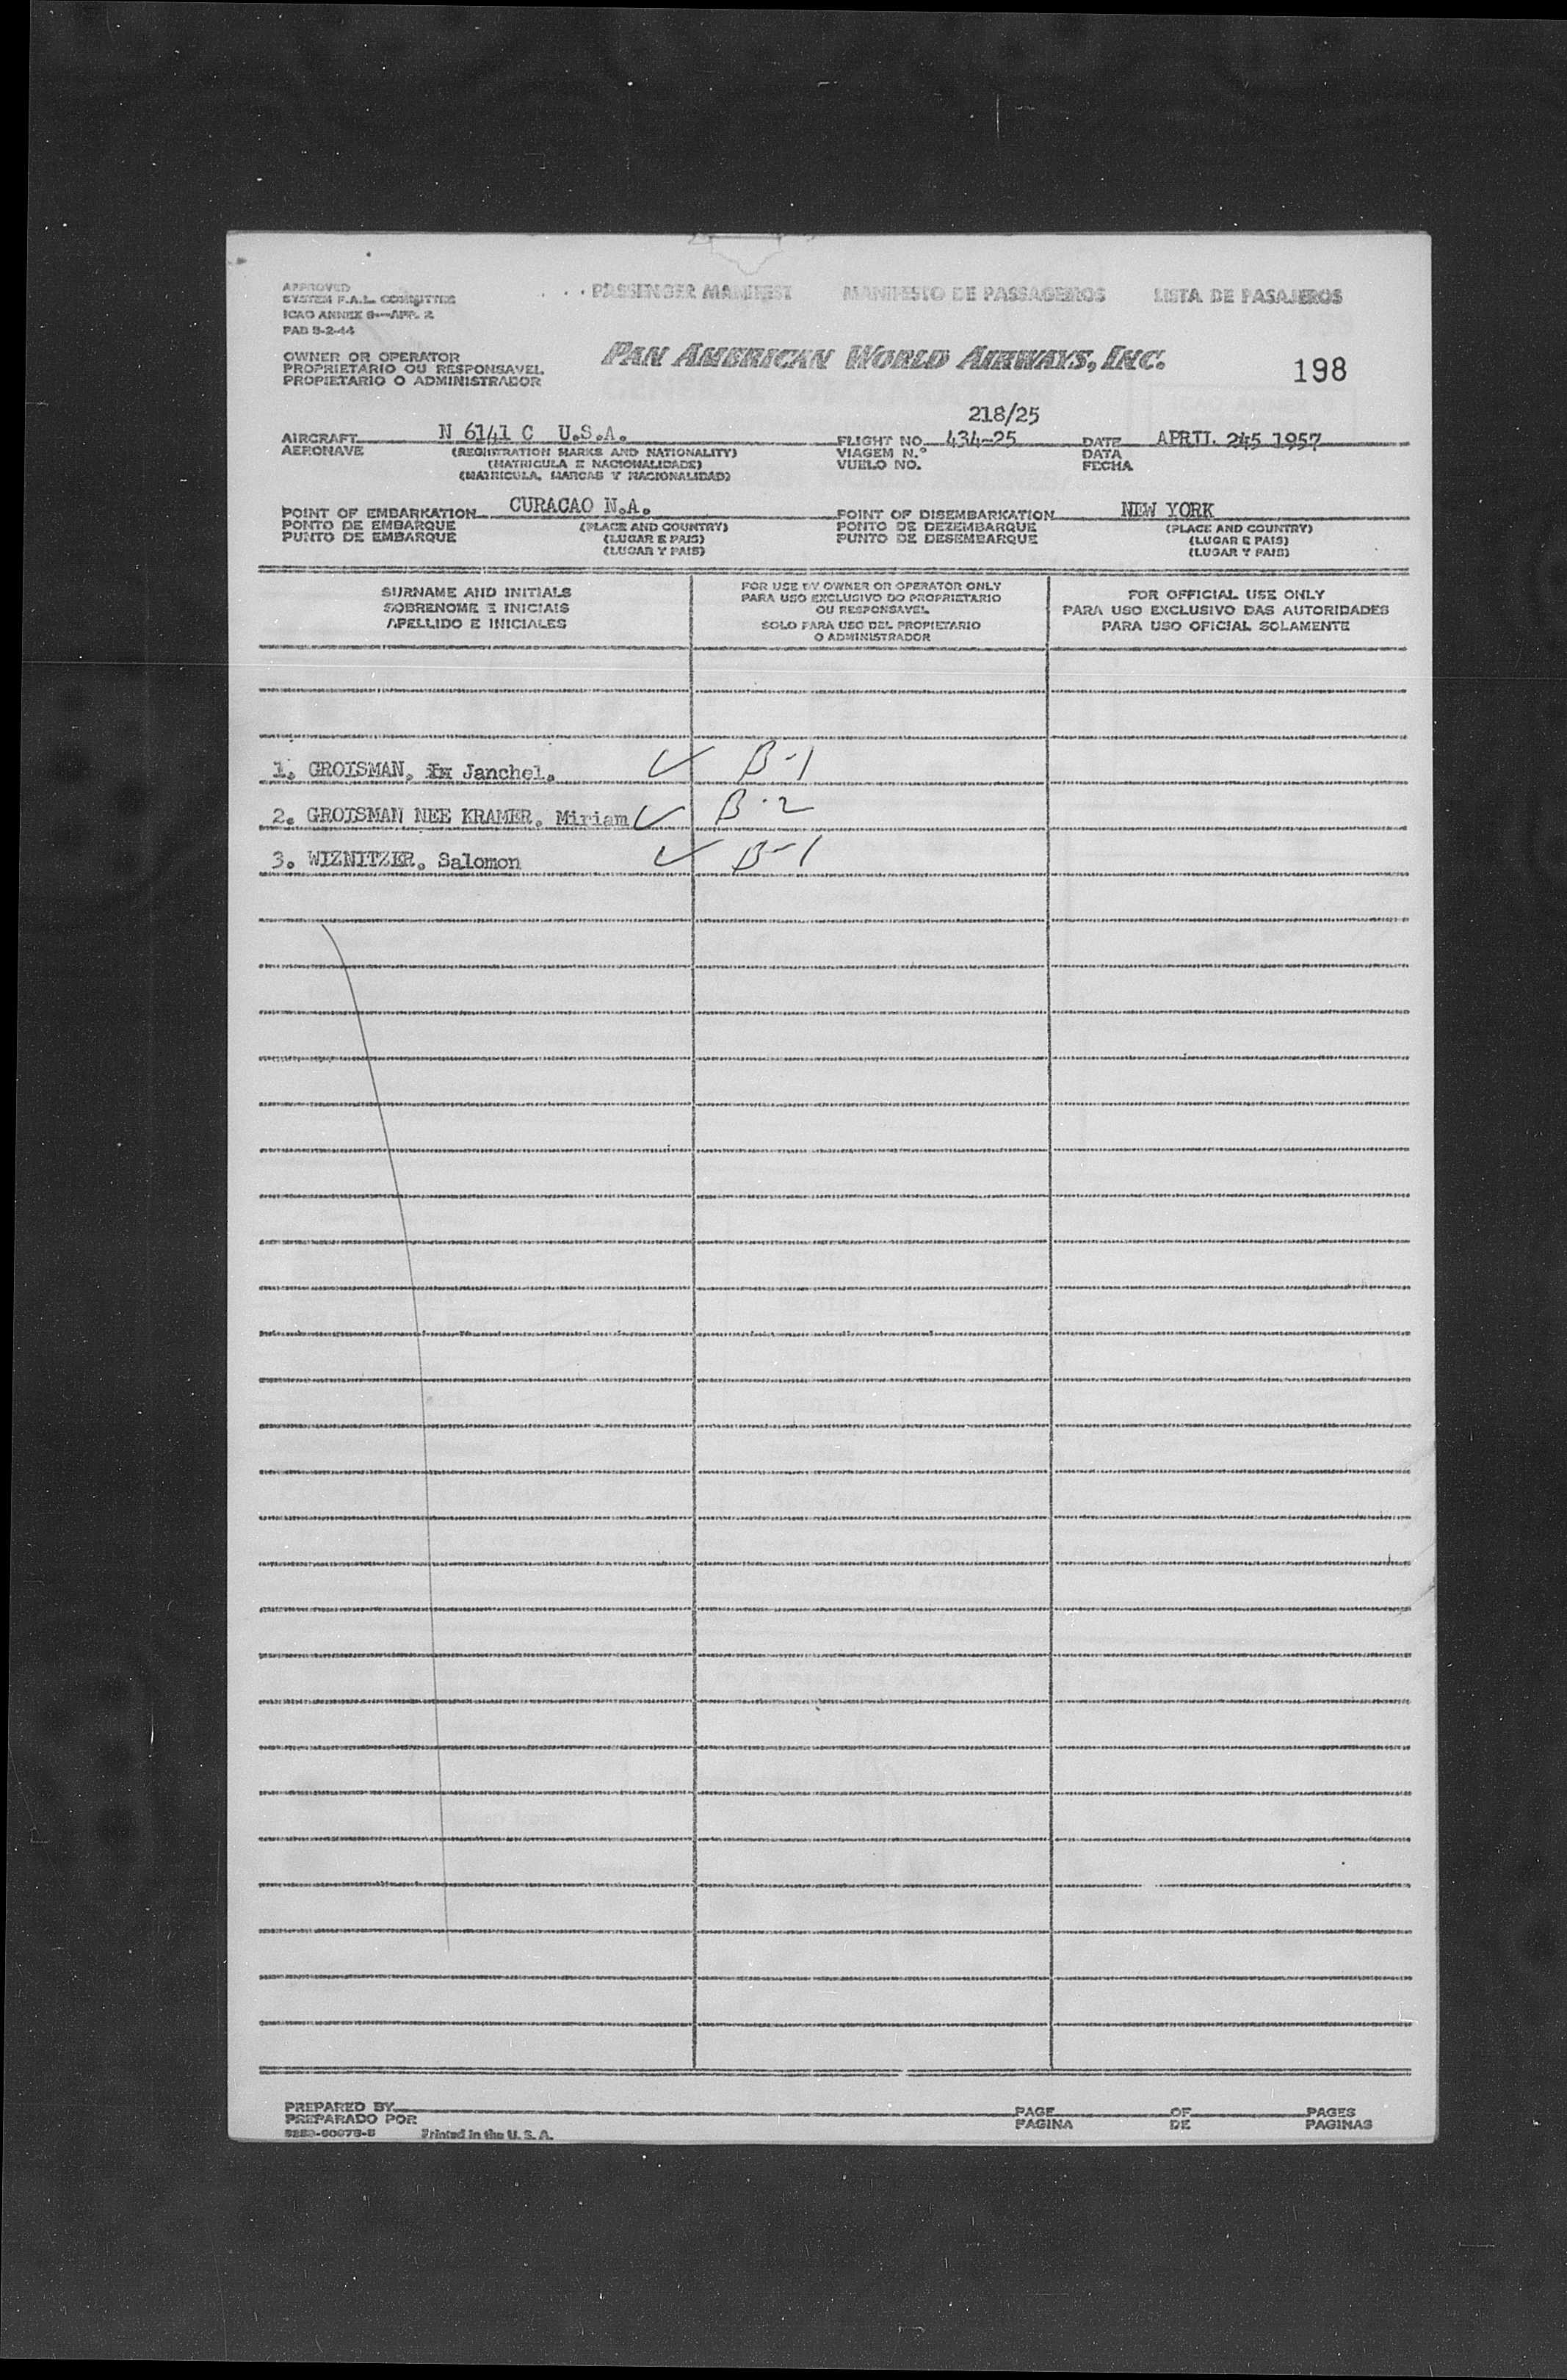 APPROVED
SYSTEM F.A.L. COMMITTEE
ICAO ANNEX 9—APP. 2
PAD 5-2-44
PASSENGER MANIFEST MANIFESTO DE PASSAGEIROS LISTA DE PASAJEROS
OWNER OR OPERATOR
PROPRIETARIO OU RESPONSAVEL
PROPIETARIO O ADMINISTRADOR
PAN AMERICAN WORLD AIRWAYS, INC.
198
218/25
AIRCRAFT N 6141 C U.S.A. FLIGHT NO. 434-25 DATE APRIL 245 1957
AERONAVE (REGISTRATION MARKS AND NATIONALITY) VIAGEM N.° DATA
(MATRICULA E NACIONALIDADE) VUELO NO. FECHA
(MATRICULA, MARCAS Y NACIONALIDAD)
POINT OF EMBARKATION CURACAO N.A. POINT OF DISEMBARKATION NEW YORK
PONTO DE EMBARQUE (PLACE AND COUNTRY) PONTO DE DEZEMBARQUE (PLACE AND COUNTRY)
PUNTO DE EMBARQUE (LUGAR E PAIS) PUNTO DE DESEMBARQUE (LUGAR E PAIS)
(LUGAR Y PAIS) (LUGAR Y PAIS)
SURNAME AND INITIALS
SOBRENOME E INICIAIS
APELLIDO E INICIALES
FOR USE BY OWNER OR OPERATOR ONLY
PARA USO EXCLUSIVO DO PROPRIETARIO
OU RESPONSAVEL
SOLO PARA USO DEL PROPIETARIO
O ADMINISTRADOR
FOR OFFICIAL USE ONLY
PARA USO EXCLUSIVO DAS AUTORIDADES
PARA USO OFICIAL SOLAMENTE
1. GROISMAN, Janchel. ✓ B-1
2. GROISMAN NEE KRAMER. Miriam ✓ B-2
3. WIZNITZER. Salomon ✓ B-1
PREPARED BY PAGE OF PAGES
PREPARADO POR PAGINA DE PAGINAS
Printed in the U. S. A.